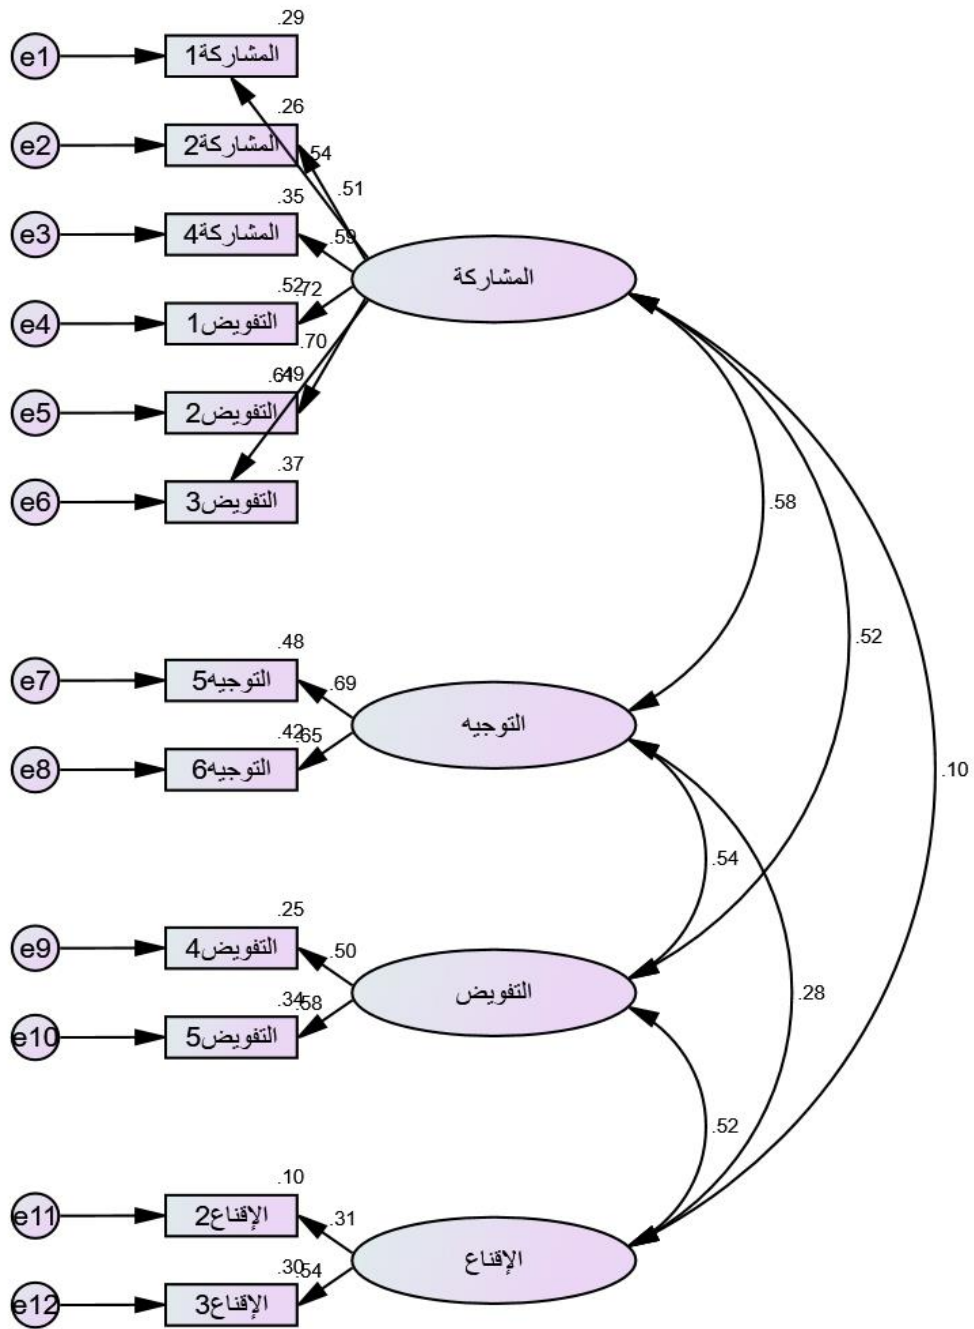 .29
e1 المشاركة1
.26
e2 المشاركة2 .54
.51
.35
e3 المشاركة4 .59
المشاركة
.52 .72
e4 التفويض1
.70
.49
e5 التفويض2
.37
e6 التفويض3
.58
.52
.48
e7 التوجيه5 .69
التوجيه
.42 .65
e8 التوجيه6
.10
.54
.25
e9 التفويض4 .50
التفويض
.28
.34 .58
e10 التفويض5
.52
.10
e11 الإقناع2 .31
الإقناع
.30 .54
e12 الإقناع3